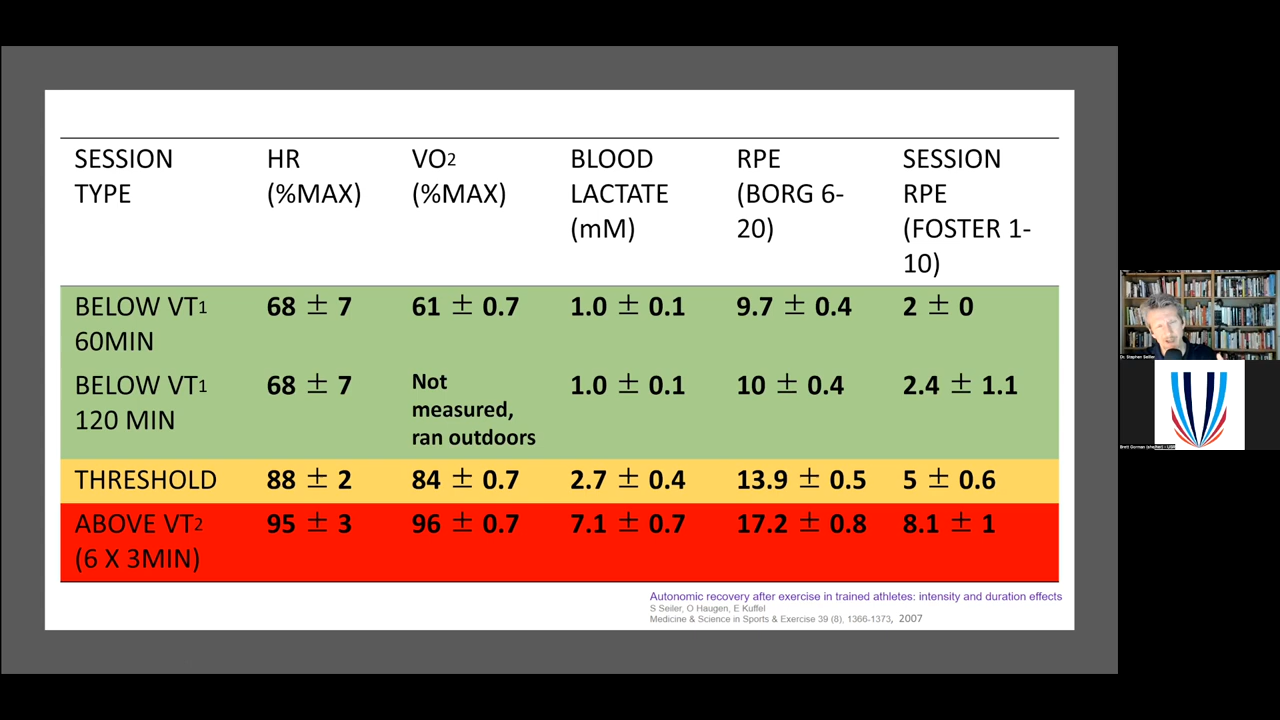 SESSION TYPE
HR (%MAX)
VO2 (%MAX)
BLOOD LACTATE (mM)
RPE (BORG 6-20)
SESSION RPE (FOSTER 1-10)
BELOW VT1 60MIN
68 ± 7
61 ± 0.7
1.0 ± 0.1
9.7 ± 0.4
2 ± 0
BELOW VT1 120 MIN
68 ± 7
Not measured, ran outdoors
1.0 ± 0.1
10 ± 0.4
2.4 ± 1.1
THRESHOLD
88 ± 2
84 ± 0.7
2.7 ± 0.4
13.9 ± 0.5
5 ± 0.6
ABOVE VT2 (6 X 3MIN)
95 ± 3
96 ± 0.7
7.1 ± 0.7
17.2 ± 0.8
8.1 ± 1
Autonomic recovery after exercise in trained athletes: intensity and duration effects
S Seiler, O Haugen, E Kuffel
Medicine & Science in Sports & Exercise 39 (8), 1366-1373, 2007
Dr. Stephen Seiler
Brett Gorman